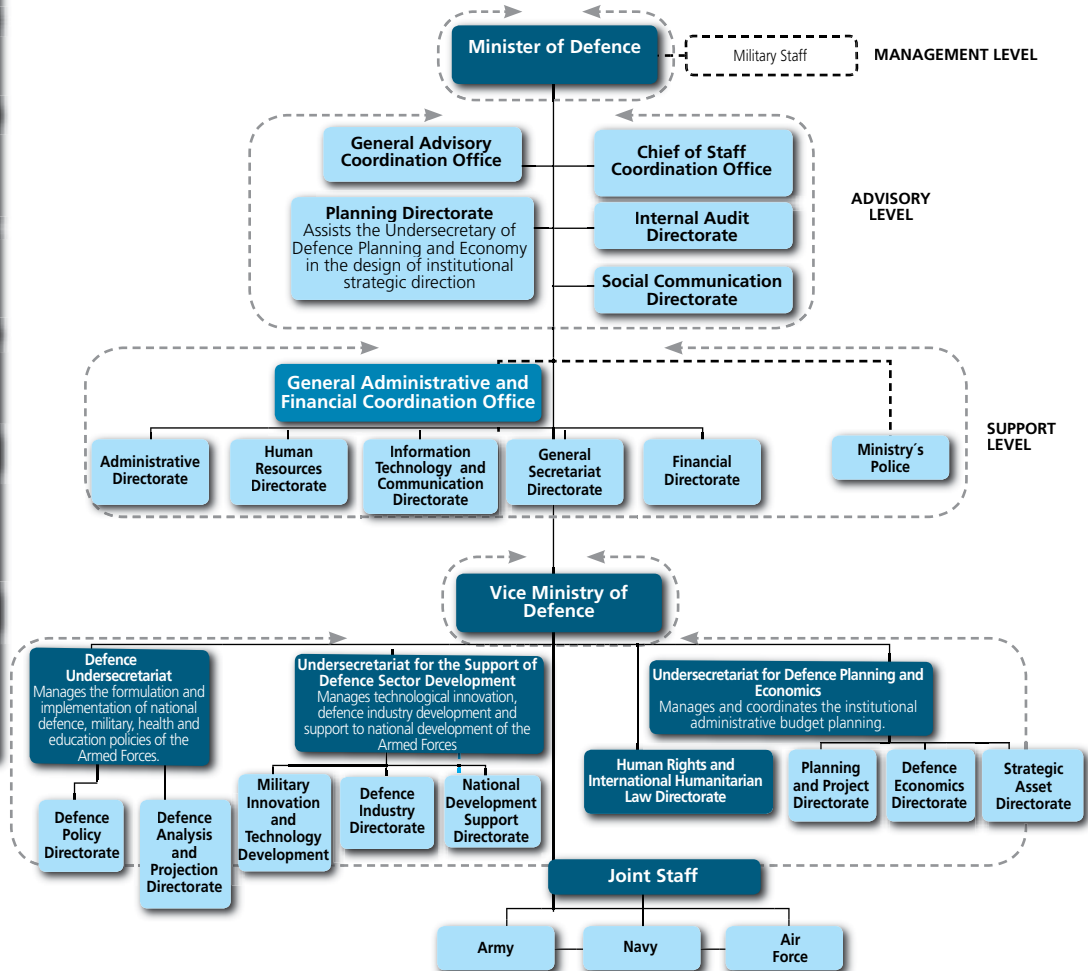 Minister of Defence
Military Staff
MANAGEMENT LEVEL
General Advisory
Coordination Office
Chief of Staff
Coordination Office
ADVISORY
LEVEL
Planning Directorate
Assists the Undersecretary of
Defence Planning and Economy
in the design of institutional
strategic direction
Internal Audit
Directorate
Social Communication
Directorate
General Administrative and
Financial Coordination Office
SUPPORT
LEVEL
Administrative
Directorate
Human
Resources
Directorate
Information
Technology and
Communication
Directorate
General
Secretariat
Directorate
Financial
Directorate
Ministry´s
Police
Vice Ministry of
Defence
Defence
Undersecretariat
Manages the formulation and
implementation of national
defence, military, health and
education policies of the
Armed Forces.
Undersecretariat for the Support of
Defence Sector Development
Manages technological innovation,
defence industry development and
support to national development of the
Armed Forces
Undersecretariat for Defence Planning and
Economics
Manages and coordinates the institutional
administrative budget planning.
Human Rights and
International Humanitarian
Law Directorate
Defence
Policy
Directorate
Defence
Analysis
and
Projection
Directorate
Military
Innovation
and
Technology
Development
Defence
Industry
Directorate
National
Development
Support
Directorate
Planning
and Project
Directorate
Defence
Economics
Directorate
Strategic
Asset
Directorate
Joint Staff
Army
Navy
Air
Force